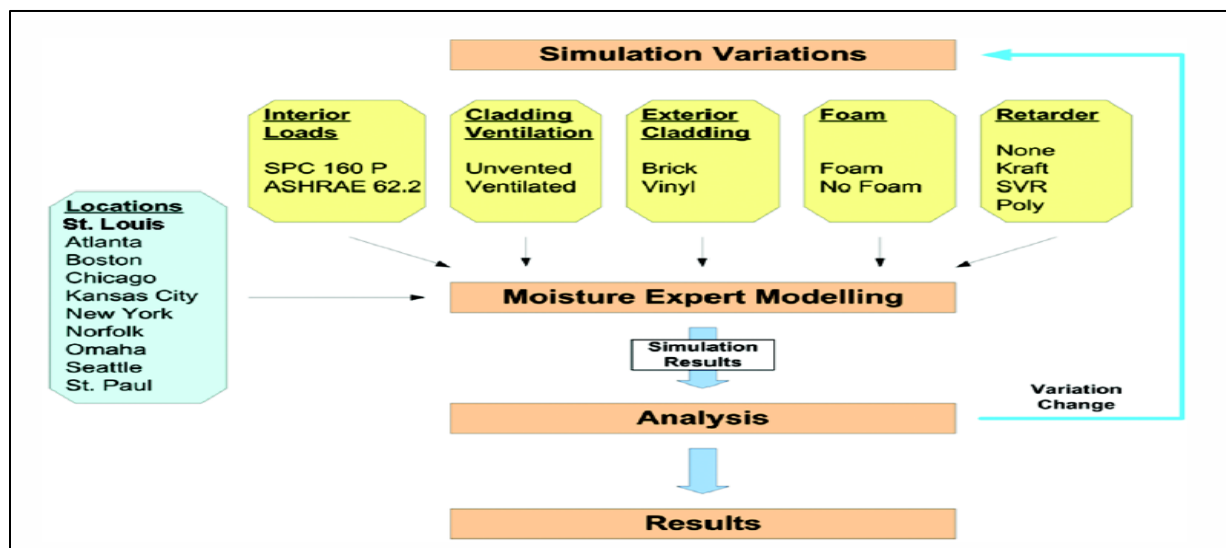 Simulation Variations
Interior
Loads
SPC 160 P
ASHRAE 62.2
Cladding
Ventilation
Unvented
Ventilated
Exterior
Cladding
Brick
Vinyl
Foam
Foam
No Foam
Retarder
None
Kraft
SVR
Poly
Locations
St. Louis
Atlanta
Boston
Chicago
Kansas City
New York
Norfolk
Omaha
Seattle
St. Paul
Moisture Expert Modelling
Simulation
Results
Analysis
Variation
Change
Results